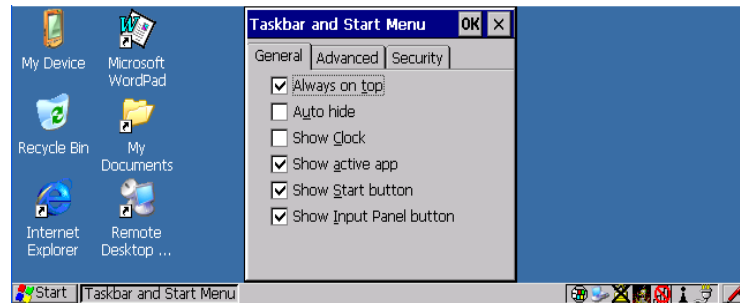 My Device
Microsoft
WordPad
Recycle Bin
My
Documents
Internet
Explorer
Remote
Desktop ...
Taskbar and Start Menu OK ×
General Advanced Security
Always on top
Auto hide
Show Clock
Show active app
Show Start button
Show Input Panel button
Start Taskbar and Start Menu